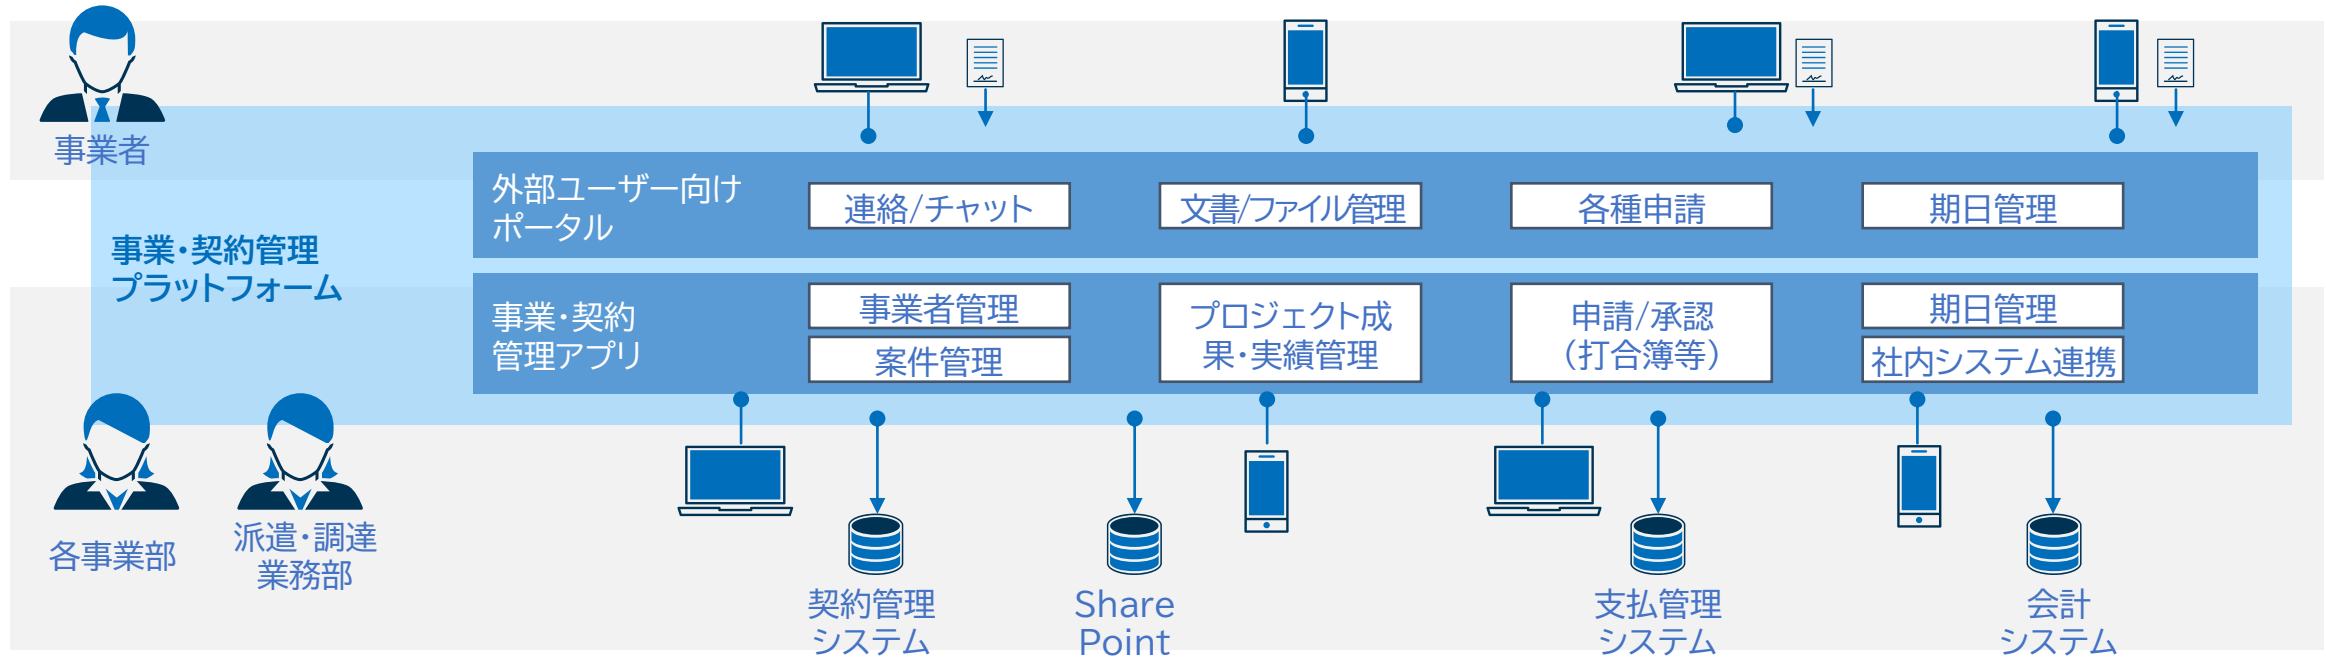 事業者
外部ユーザー向け
ポータル
連絡/チャット
文書/ファイル管理
各種申請
期日管理
事業・契約管理
プラットフォーム
事業・契約
管理アプリ
事業者管理
案件管理
プロジェクト成
果・実績管理
申請/承認
（打合簿等）
期日管理
社内システム連携
各事業部
派遣・調達
業務部
契約管理
システム
Share
Point
支払管理
システム
会計
システム